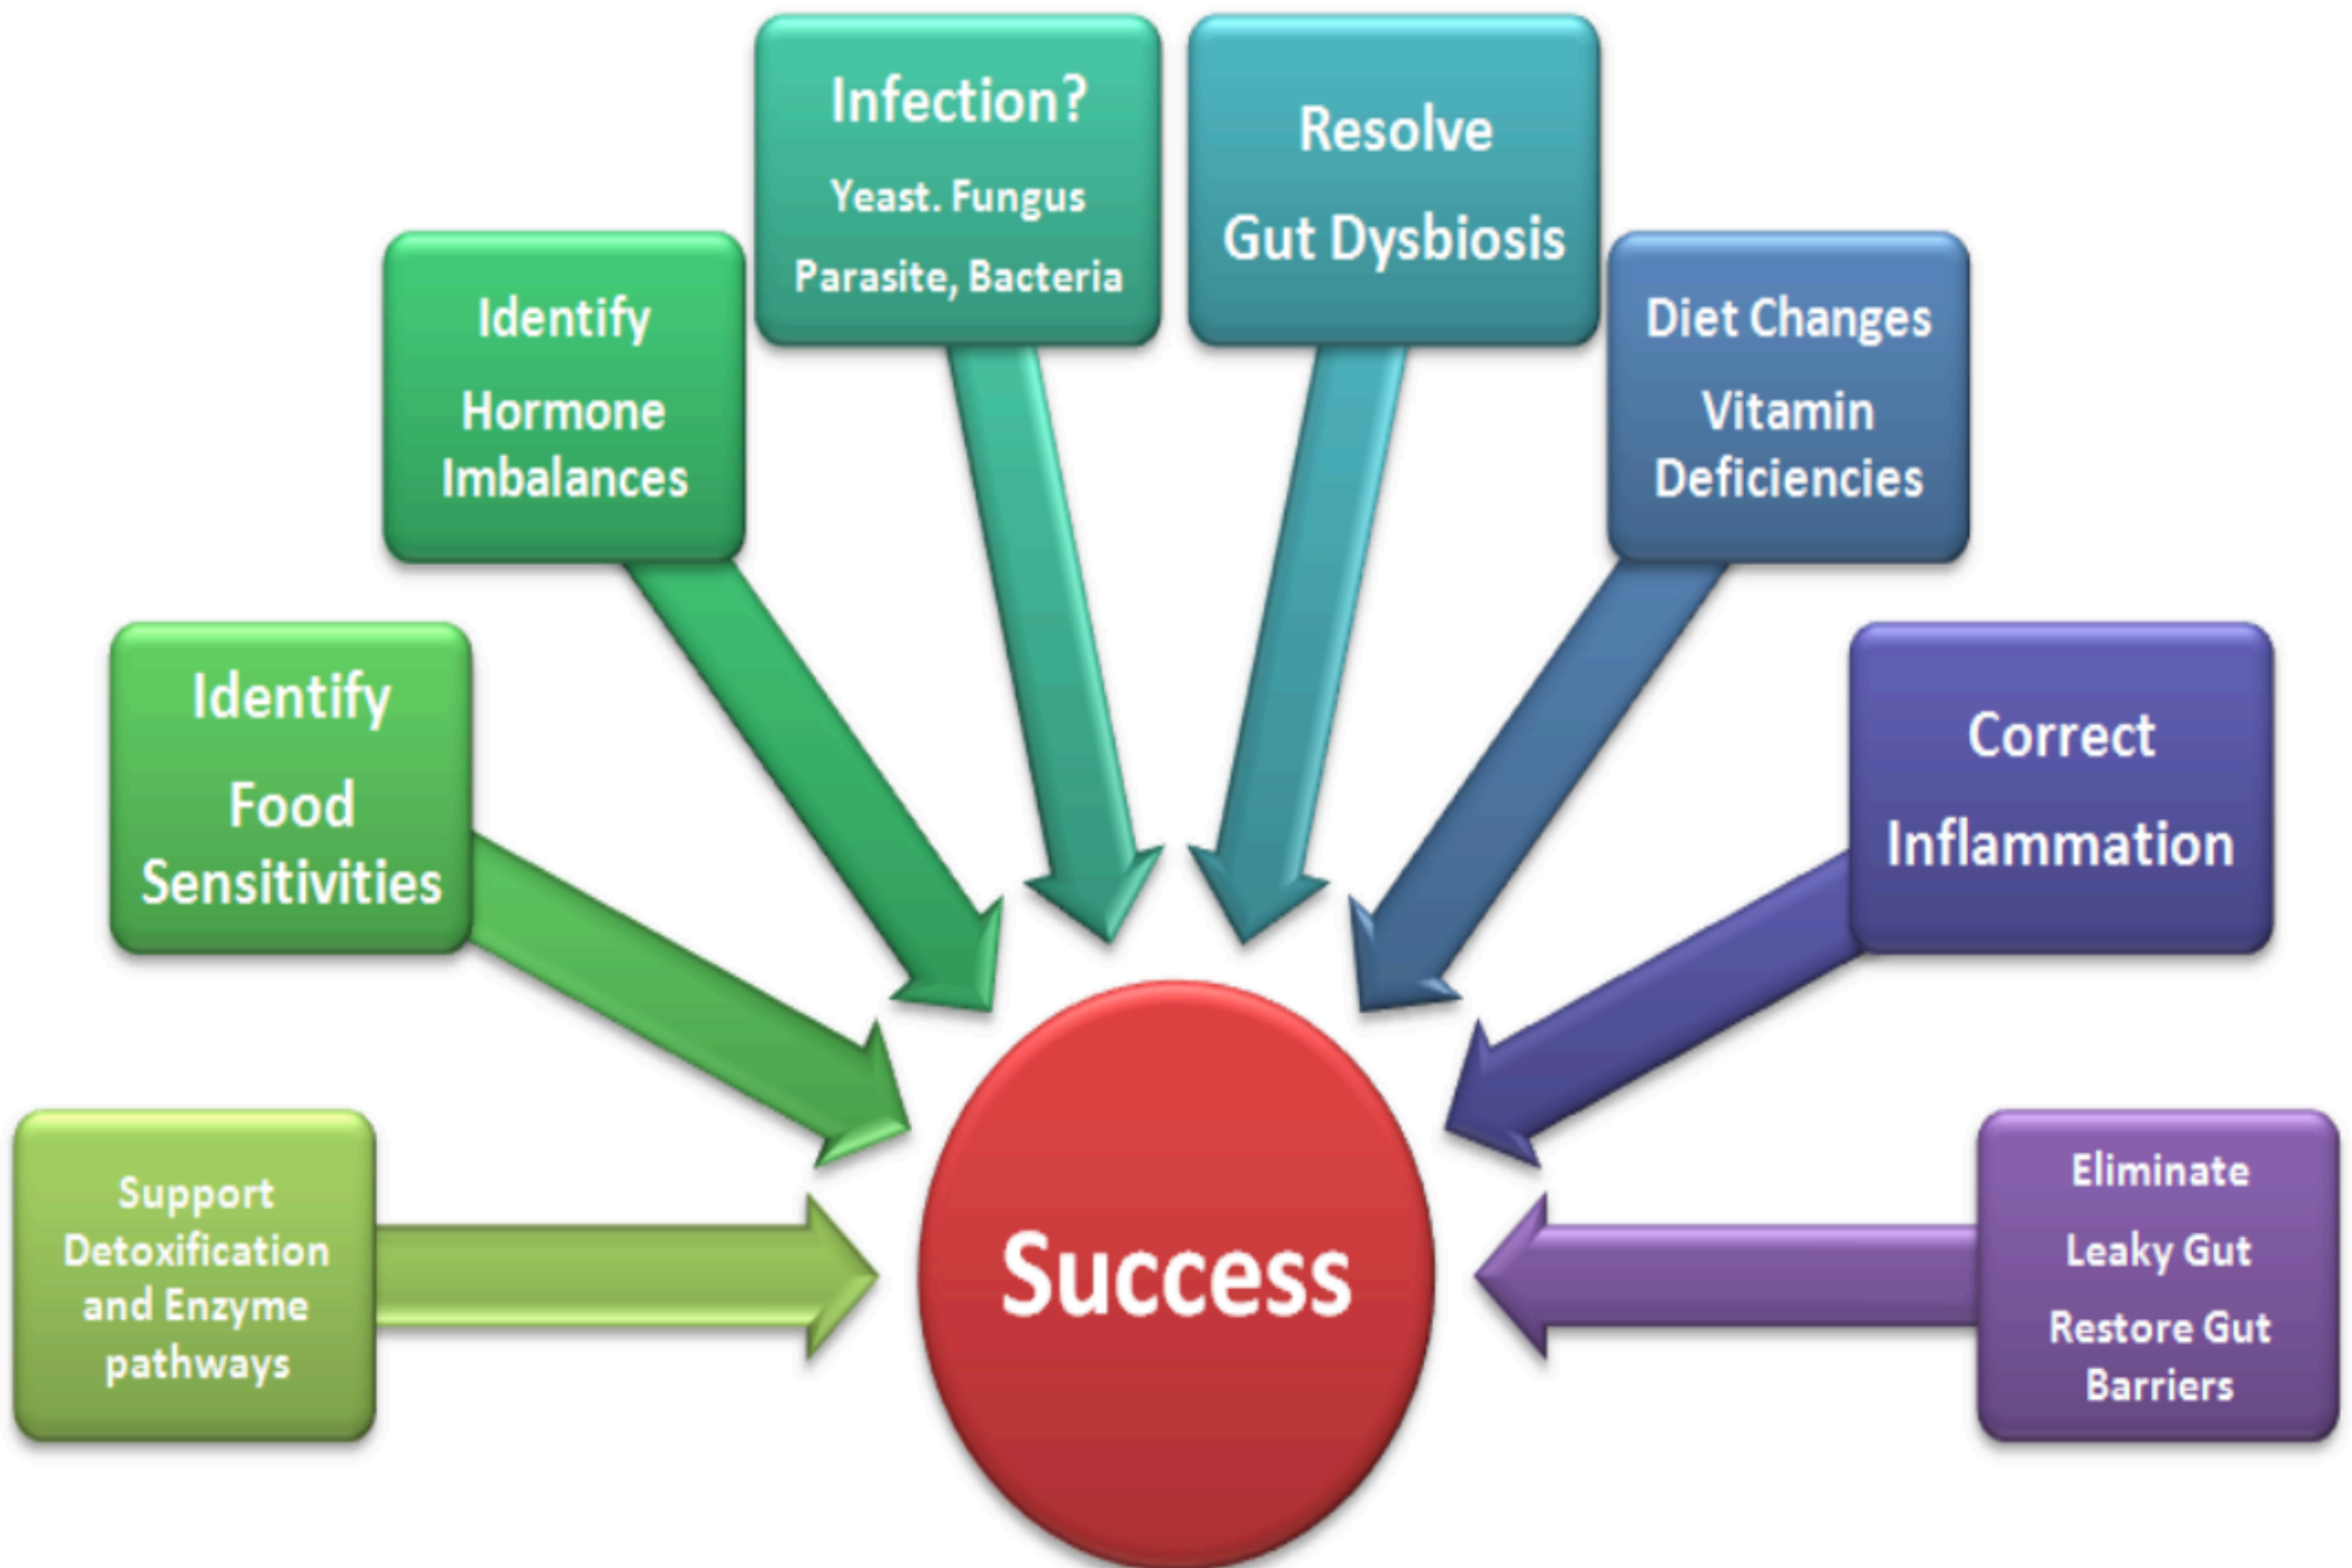 Infection?
Yeast. Fungus
Parasite, Bacteria
Resolve
Gut Dysbiosis
Identify
Hormone
Imbalances
Diet Changes
Vitamin
Deficiencies
Identify
Food
Sensitivities
Correct
Inflammation
Support
Detoxification
and Enzyme
pathways
Success
Eliminate
Leaky Gut
Restore Gut
Barriers